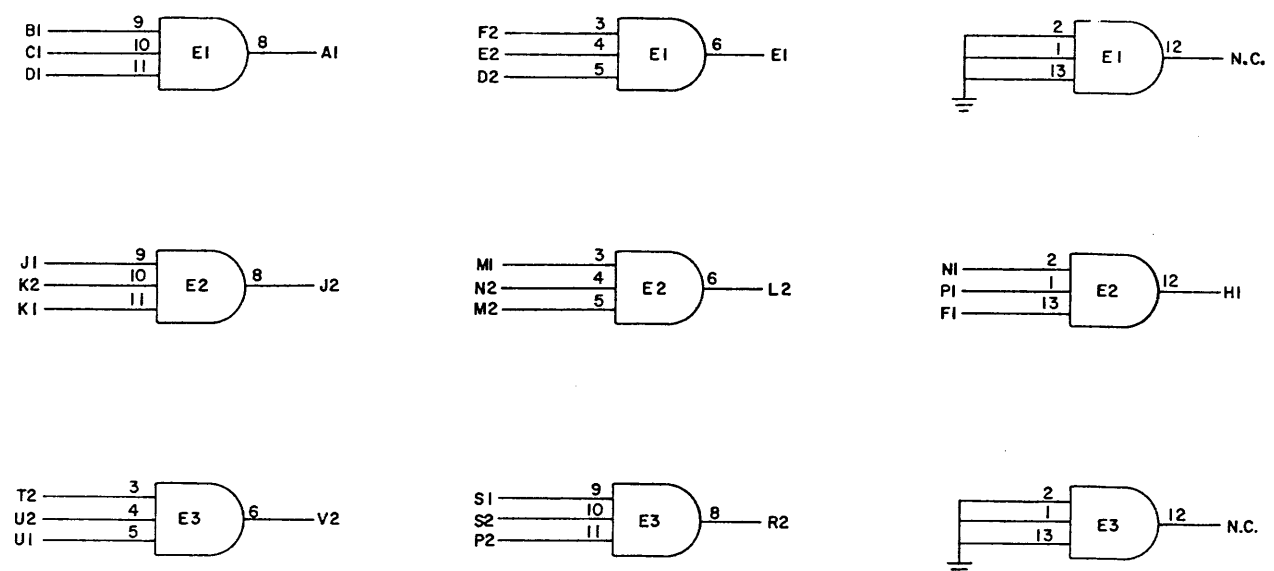 B1 9
C1 10 E1 8 A1
D1 11
F2 3
E2 4 E1 6 E1
D2 5
2
1 E1 12 N.C.
13
J1 9
K2 10 E2 8 J2
K1 11
M1 3
N2 4 E2 6 L2
M2 5
N1 2
P1 1 E2 12 H1
F1 13
T2 3
U2 4 E3 6 V2
U1 5
S1 9
S2 10 E3 8 R2
P2 11
2
1 E3 12 N.C.
13